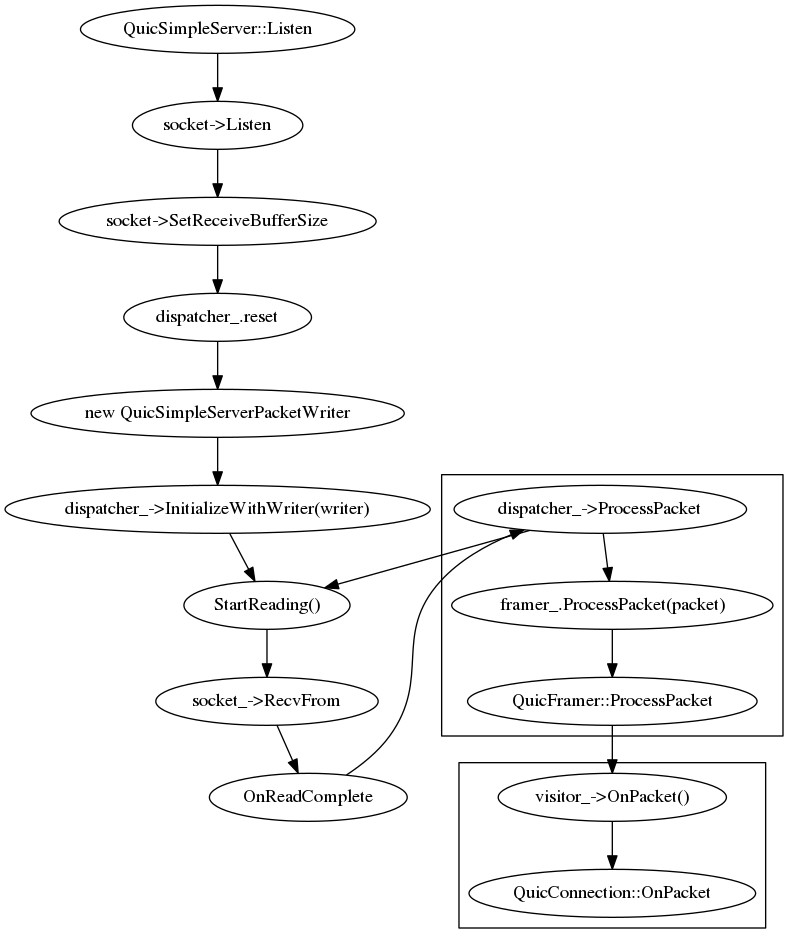 QuicSimpleServer::Listen
socket->Listen
socket->SetReceiveBufferSize
dispatcher_.reset
new QuicSimpleServerPacketWriter
dispatcher_->InitializeWithWriter(writer)
dispatcher_->ProcessPacket
StartReading()
framer_.ProcessPacket(packet)
socket_->RecvFrom
QuicFramer::ProcessPacket
OnReadComplete
visitor_->OnPacket()
QuicConnection::OnPacket